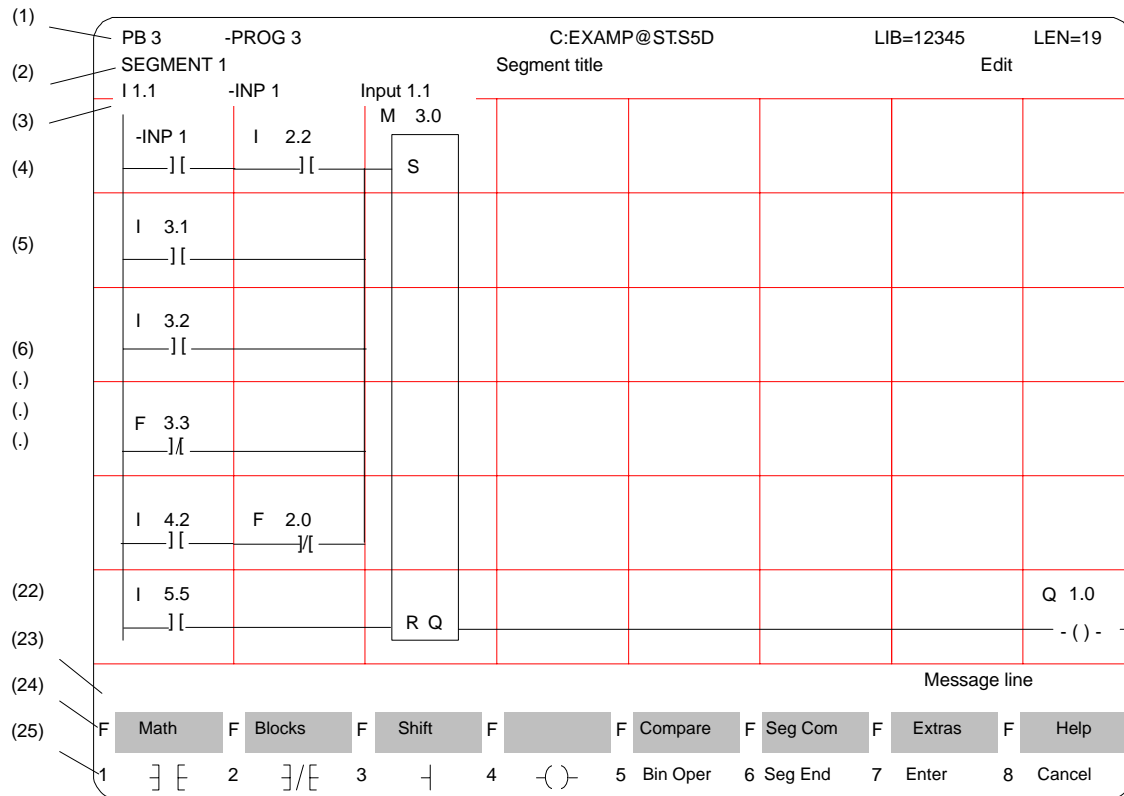 (1)
PB 3 -PROG 3 C:EXAMP@ST.S5D LIB=12345 LEN=19
(2) SEGMENT 1 Segment title Edit
I 1.1 -INP 1 Input 1.1
(3) M 3.0
-INP 1 I 2.2
(4) ] [ ] [ S
I 3.1
(5) ] [
I 3.2
(6) ] [
(.)
(.)
F 3.3
(.) ]/[
I 4.2 F 2.0
] [ ]/[
(22) I 5.5 Q 1.0
] [ R Q - ( ) -
(23)
Message line
(24)
(25) F Math F Blocks F Shift F F Compare F Seg Com F Extras F Help
1 ] [ 2 ]/[ 3 ┤ 4 -( )- 5 Bin Oper 6 Seg End 7 Enter 8 Cancel